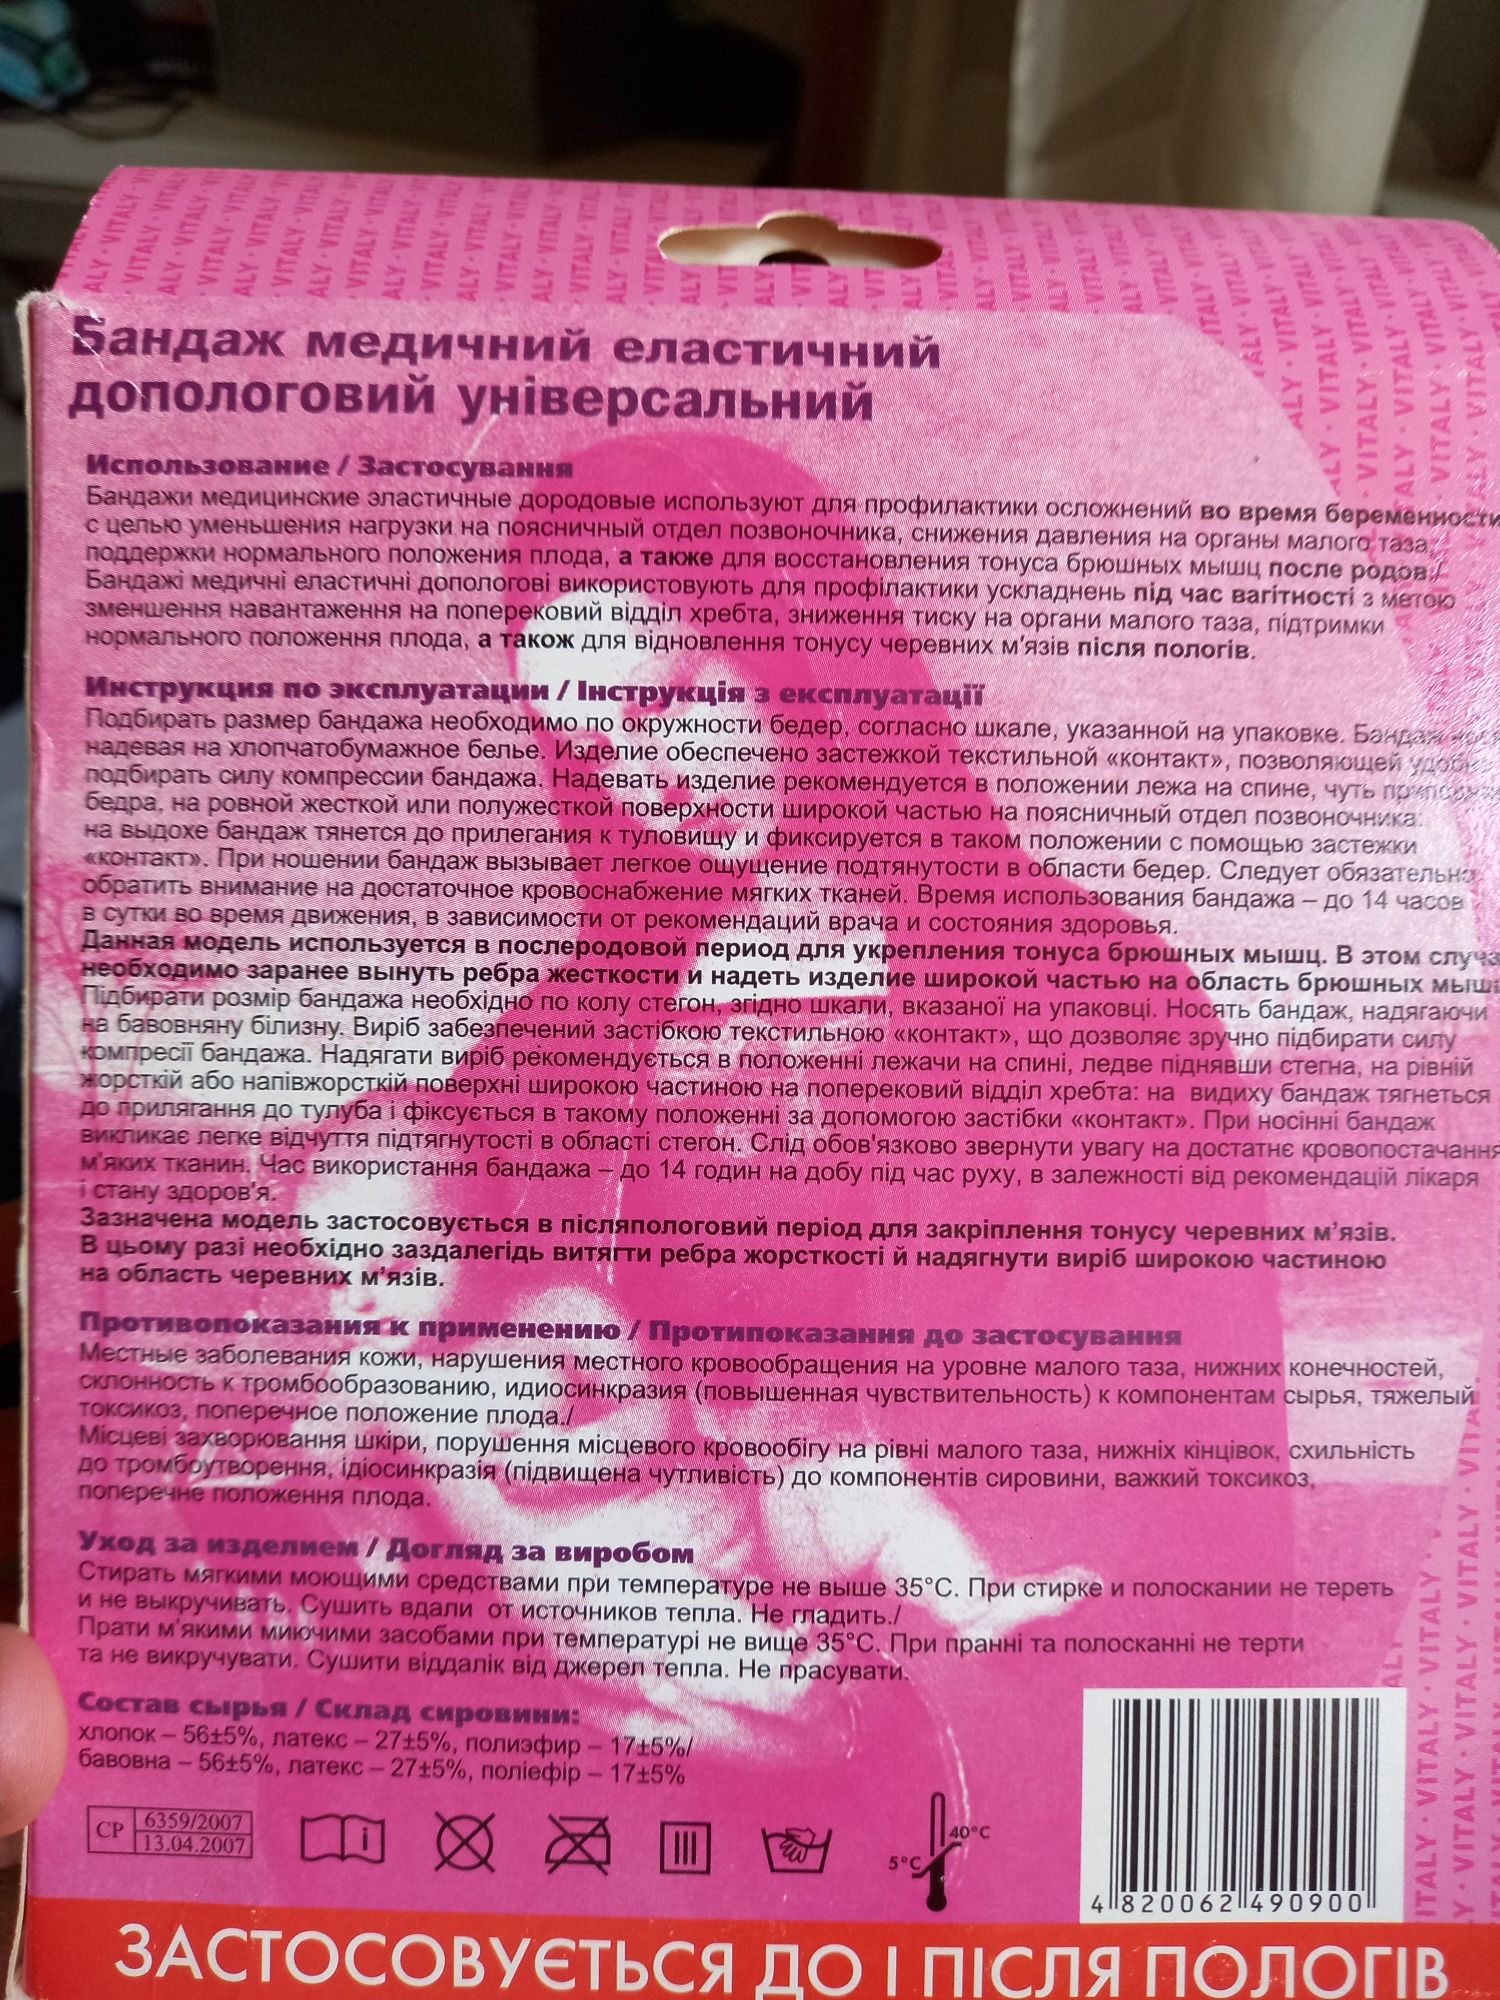 Бандаж медичний еластичний
допологовий універсальний
Использование / Застосування
Бандажи медицинские эластичные дородовые используют для профилактики осложнений во время беременности
с целью уменьшения нагрузки на поясничный отдел позвоночника, снижения давления на органы малого таза,
поддержки нормального положения плода, а также для восстановления тонуса брюшных мышц после родов./
Бандажі медичні еластичні допологові використовують для профілактики ускладнень під час вагітності з метою
зменшення навантаження на поперековий відділ хребта, зниження тиску на органи малого таза, підтримки
нормального положення плода, а також для відновлення тонусу черевних м'язів після пологів.
Инструкция по эксплуатации / Інструкція з експлуатації
Подбирать размер бандажа необходимо по окружности бедер, согласно шкале, указанной на упаковке. Бандаж
надевая на хлопчатобумажное белье. Изделие обеспечено застежкой текстильной «контакт», позволяющей
подбирать силу компрессии бандажа. Надевать изделие рекомендуется в положении лежа на спине, чуть
бедра, на ровной жесткой или полужесткой поверхности широкой частью на поясничный отдел позвоночника:
на выдохе бандаж тянется до прилегания к туловищу и фиксируется в таком положении с помощью застежки
«контакт». При ношении бандаж вызывает легкое ощущение подтянутости в области бедер. Следует обязательно
обратить внимание на достаточное кровоснабжение мягких тканей. Время использования бандажа – до 14 часов
в сутки во время движения, в зависимости от рекомендаций врача и состояния здоровья.
Данная модель используется в послеродовой период для укрепления тонуса брюшных мышц. В этом случа
необходимо заранее вынуть ребра жесткости и надеть изделие широкой частью на область брюшных мышц
Підбирати розмір бандажа необхідно по колу стегон, згідно шкали, вказаної на упаковці. Носять бандаж, надягаючи
на бавовняну білизну. Виріб забезпечений застібкою текстильною «контакт», що дозволяє зручно підбирати силу
компресії бандажа. Надягати виріб рекомендується в положенні лежачи на спині, ледве піднявши стегна, на рівній
жорсткій або напівжорсткій поверхні широкою частиною на поперековий відділ хребта: на видиху бандаж тягнеться
до прилягання до тулуба і фіксується в такому положенні за допомогою застібки «контакт». При носінні бандаж
викликає легке відчуття підтягнутості в області стегон. Слід обов'язково звернути увагу на достатнє кровопостачання
м'яких тканин. Час використання бандажа – до 14 годин на добу під час руху, в залежності від рекомендацій лікаря
і стану здоров'я.
Зазначена модель застосовується в післяпологовий період для закріплення тонусу черевних м'язів.
В цьому разі необхідно заздалегідь витягти ребра жорсткості й надягнути виріб широкою частиною
на область черевних м'язів.
Противопоказания к применению / Протипоказання до застосування
Местные заболевания кожи, нарушения местного кровообращения на уровне малого таза, нижних конечностей,
склонность к тромбообразованию, идиосинкразия (повышенная чувствительность) к компонентам сырья, тяжелый
токсикоз, поперечное положение плода./
Місцеві захворювання шкіри, порушення місцевого кровообігу на рівні малого таза, нижніх кінцівок, схильність
до тромбоутворення, ідіосинкразія (підвищена чутливість) до компонентів сировини, важкий токсикоз,
поперечне положення плода.
Уход за изделием / Догляд за виробом
Стирать мягкими моющими средствами при температуре не выше 35°С. При стирке и полоскании не тереть
и не выкручивать. Сушить вдали от источников тепла. Не гладить./
Прати м'якими миючими засобами при температурі не вище 35°С. При пранні та полосканні не терти
та не викручувати. Сушити віддалік від джерел тепла. Не прасувати.
Состав сырья / Склад сировини:
хлопок – 56±5%, латекс – 27±5%, полиэфир – 17±5%/
бавовна – 56±5%, латекс – 27±5%, поліефір – 17±5%
СР 6359/2007
13.04.2007
40°C
5°C
4 820062 490900
ЗАСТОСОВУЄТЬСЯ ДО І ПІСЛЯ ПОЛОГІВ